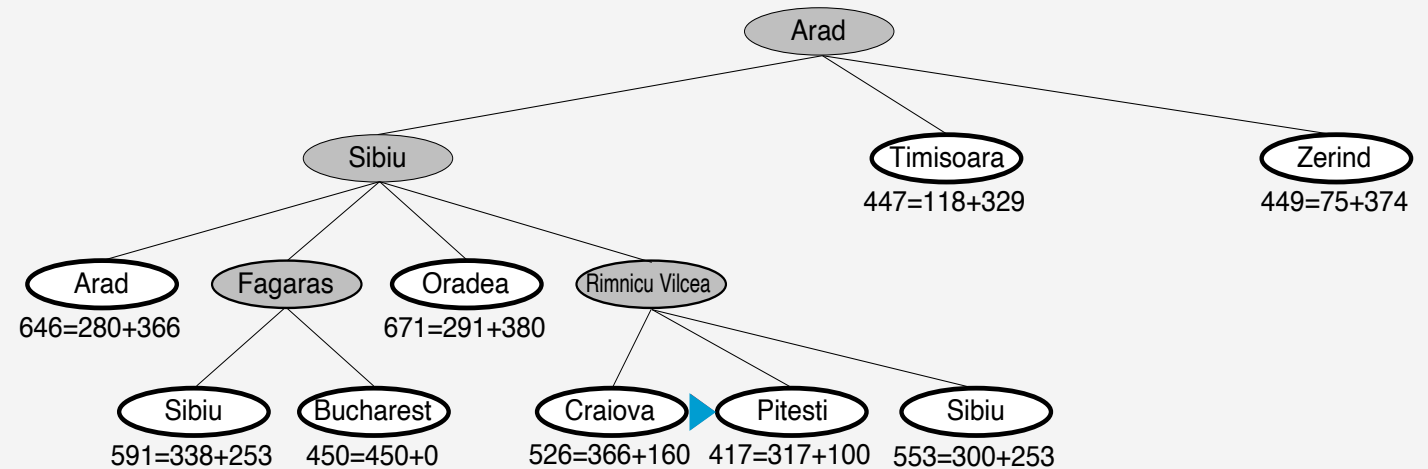 Arad
Sibiu
Timisoara
Zerind
447=118+329
449=75+374
Arad
Fagaras
Oradea
Rimnicu Vilcea
646=280+366
671=291+380
Sibiu
Bucharest
Craiova
Pitesti
Sibiu
591=338+253
450=450+0
526=366+160
417=317+100
553=300+253